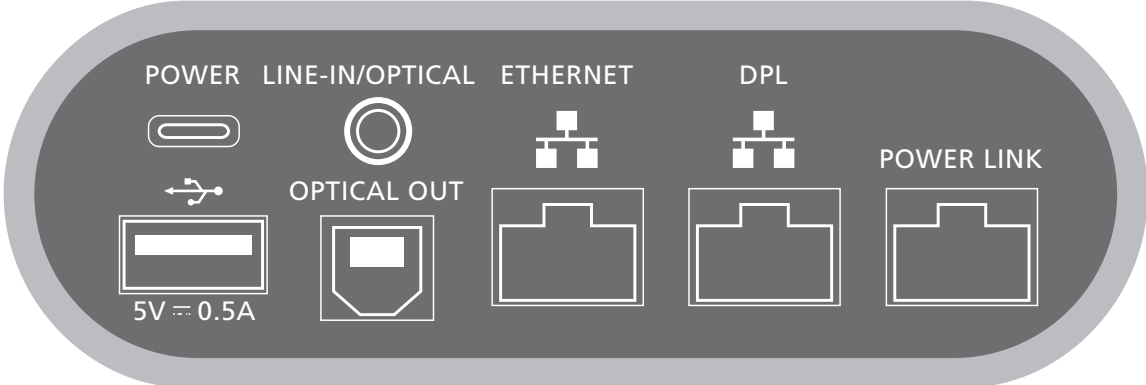 POWER LINE-IN/OPTICAL ETHERNET DPL
POWER LINK
OPTICAL OUT
5V ⎓ 0.5A